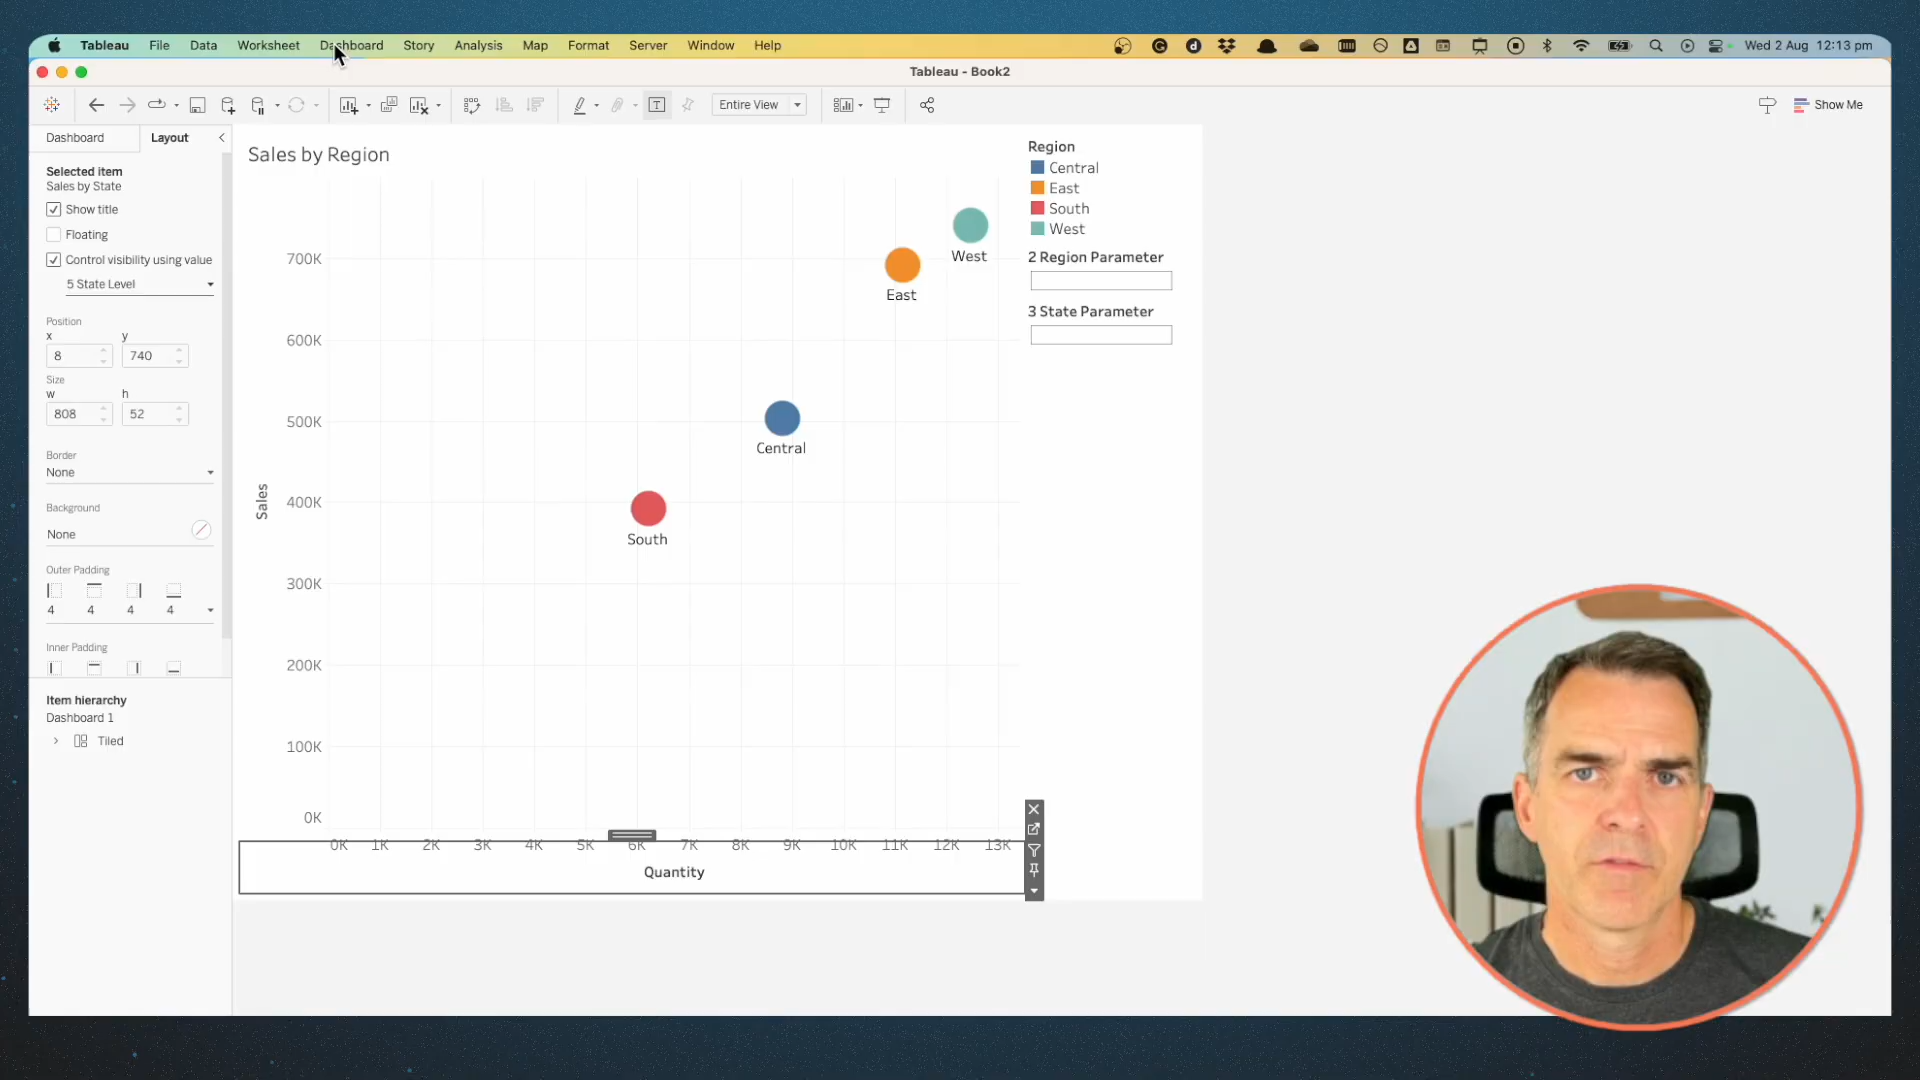 Tableau File Data Worksheet Dashboard Story Analysis Map Format Server Window Help Wed 2 Aug 12:13 pm
Tableau - Book2
Entire View
Show Me
Dashboard Layout
Selected item
Sales by State
Show title
Floating
Control visibility using value
5 State Level
Position
x y
8 740
Size
w h
808 52
Border
None
Background
None
Outer Padding
4 4 4 4
Inner Padding
Item hierarchy
Dashboard 1
Tiled
Sales by Region
700K
600K
500K
400K
300K
200K
100K
0K
Sales
West
East
Central
South
0K 1K 2K 3K 4K 5K 6K 7K 8K 9K 10K 11K 12K 13K
Quantity
Region
Central
East
South
West
2 Region Parameter
3 State Parameter